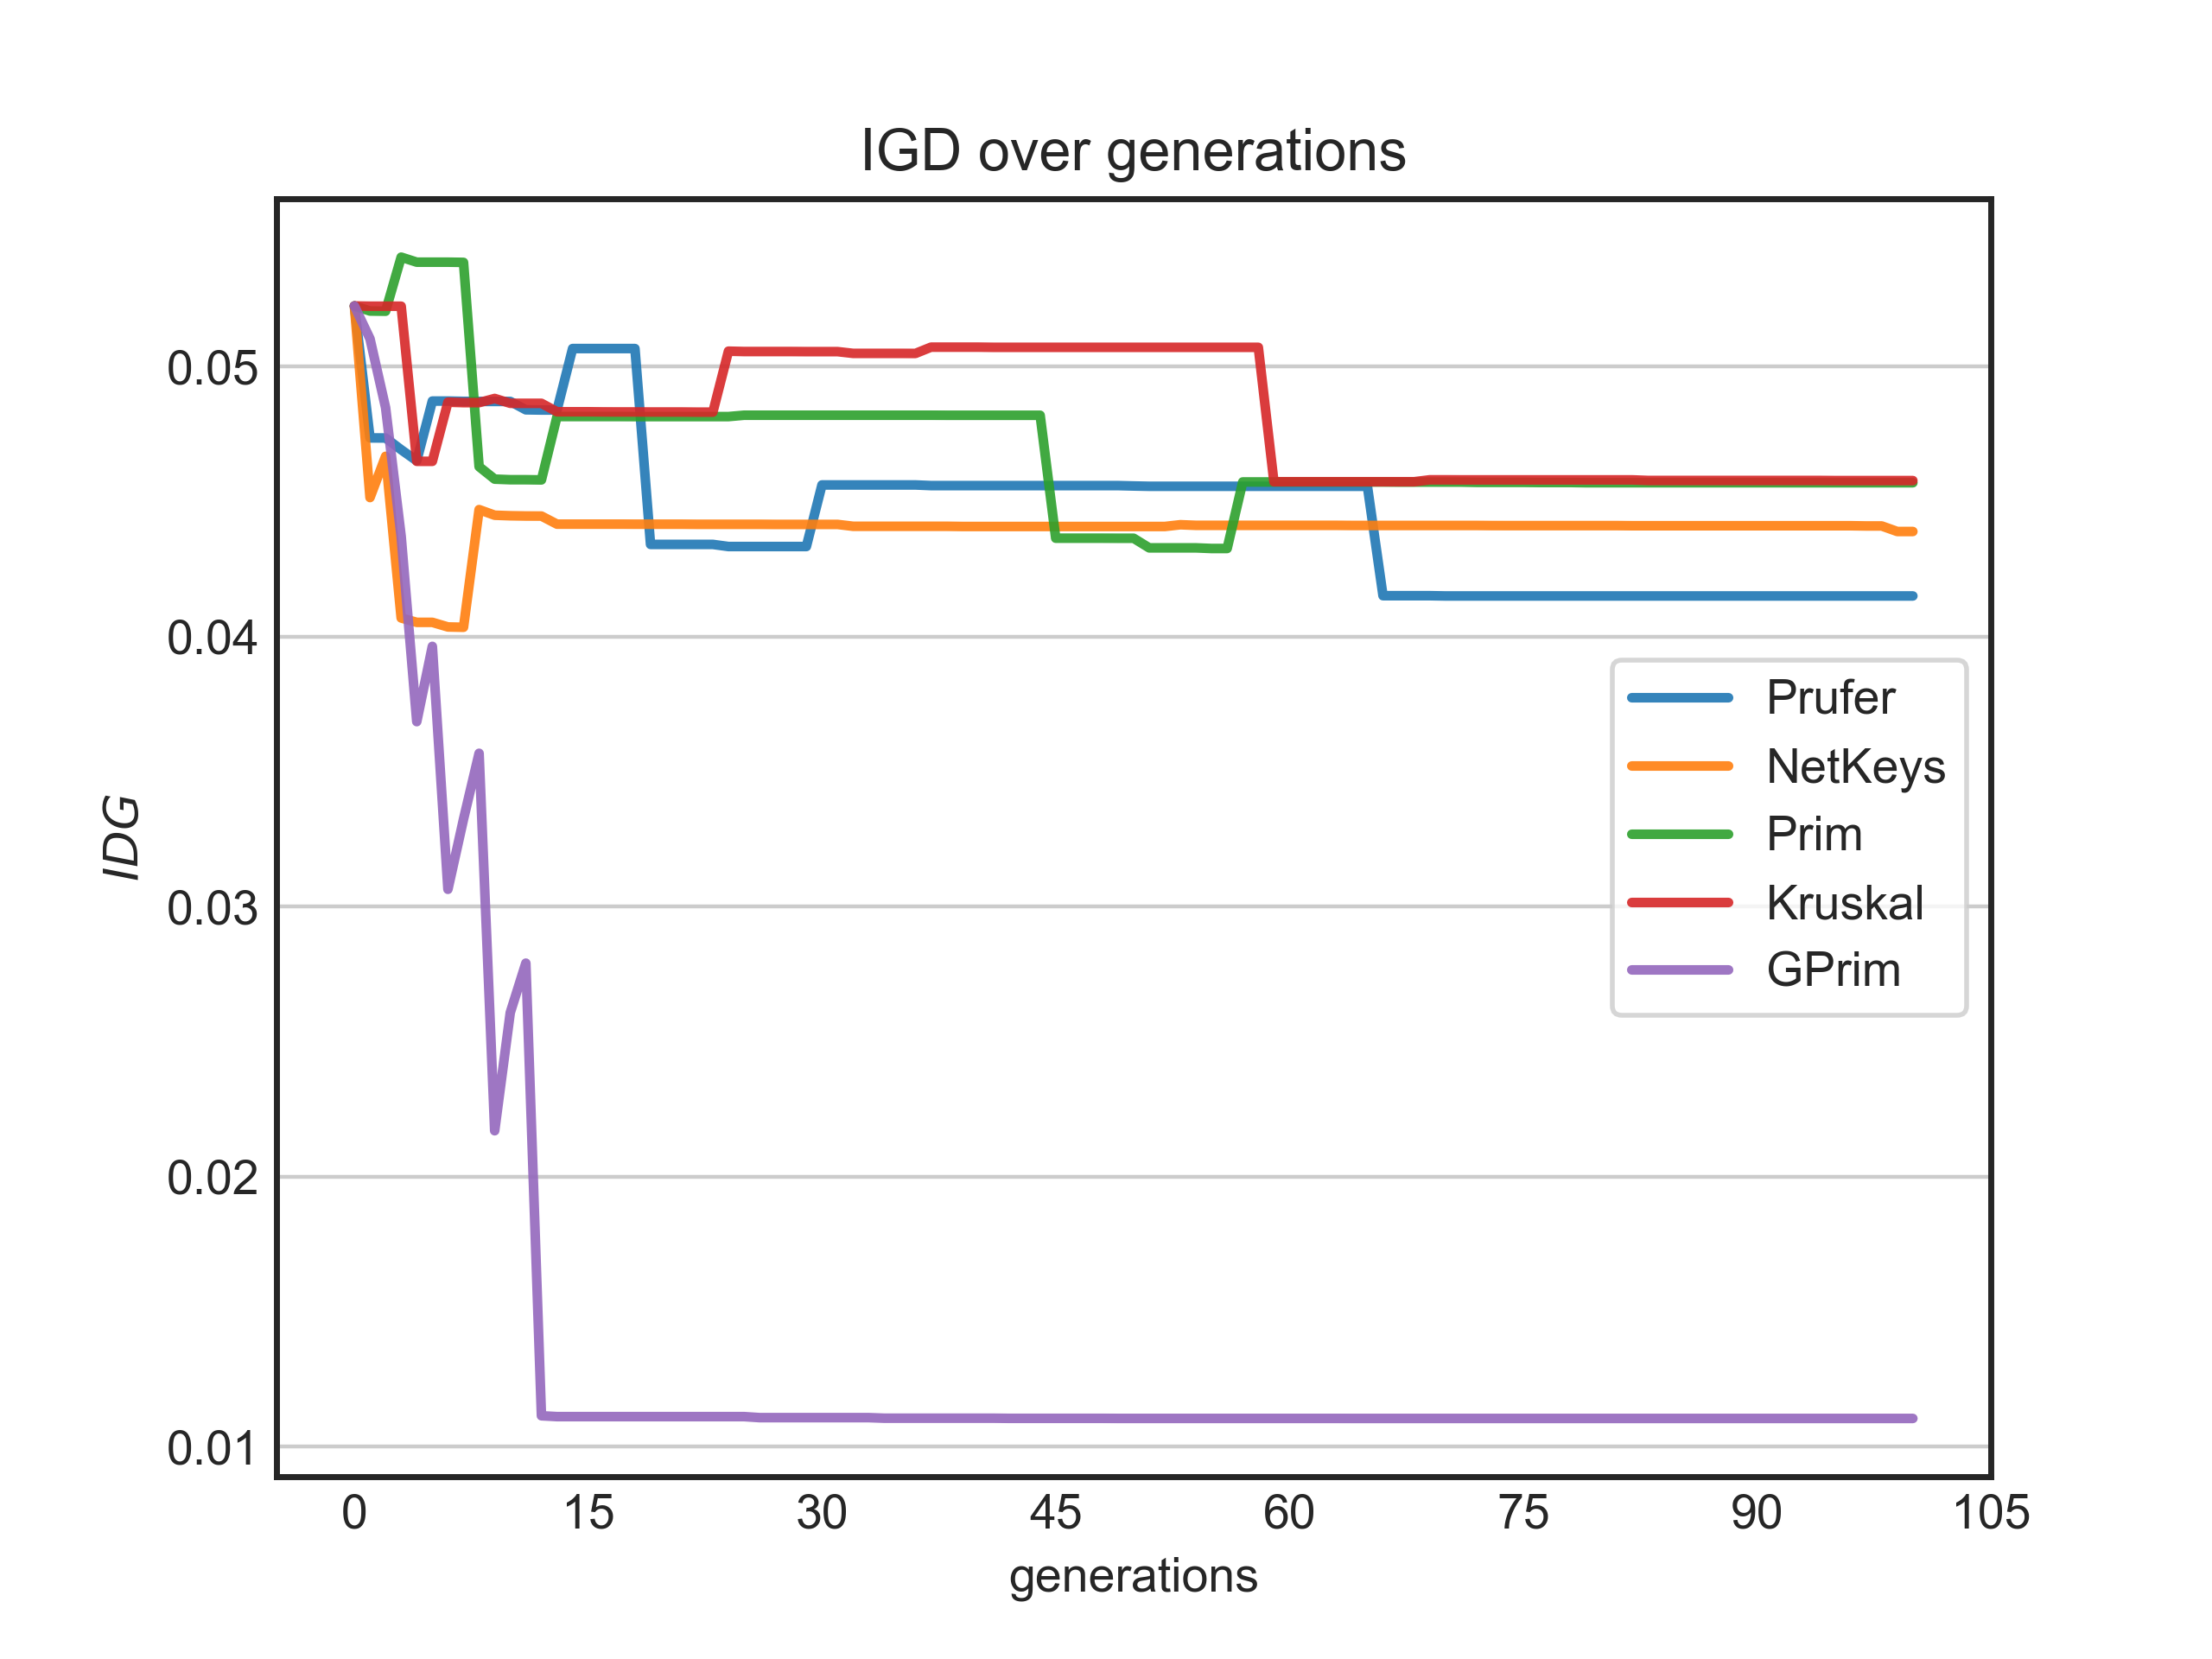 IGD over generations
IDG
0.05
0.04
0.03
0.02
0.01
0 15 30 45 60 75 90 105
generations
Prufer
NetKeys
Prim
Kruskal
GPrim